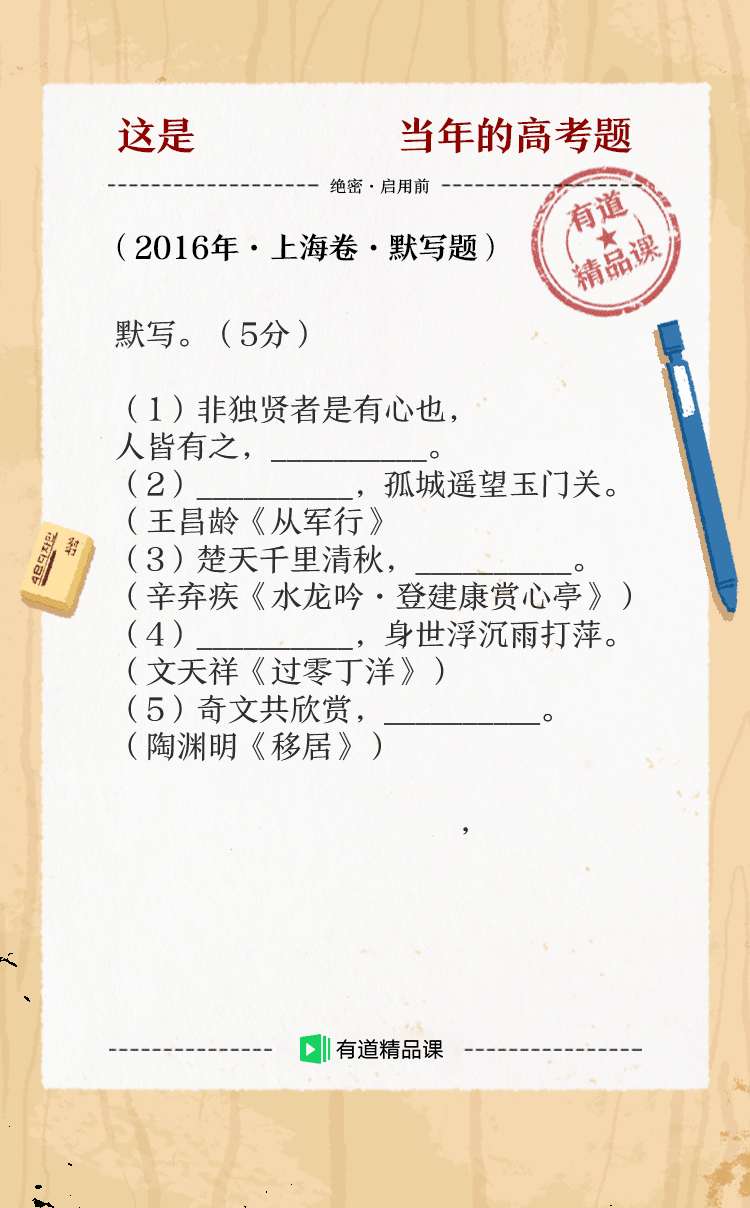 这是 当年的高考题
绝密·启用前
有道
精品课
（2016年·上海卷·默写题）
默写。（5分）
（1）非独贤者是有心也，
人皆有之，__________。
（2）__________，孤城遥望玉门关。
（王昌龄《从军行》
（3）楚天千里清秋，__________。
（辛弃疾《水龙吟·登建康赏心亭》）
（4）__________，身世浮沉雨打萍。
（文天祥《过零丁洋》）
（5）奇文共欣赏，__________。
（陶渊明《移居》）
，
有道精品课